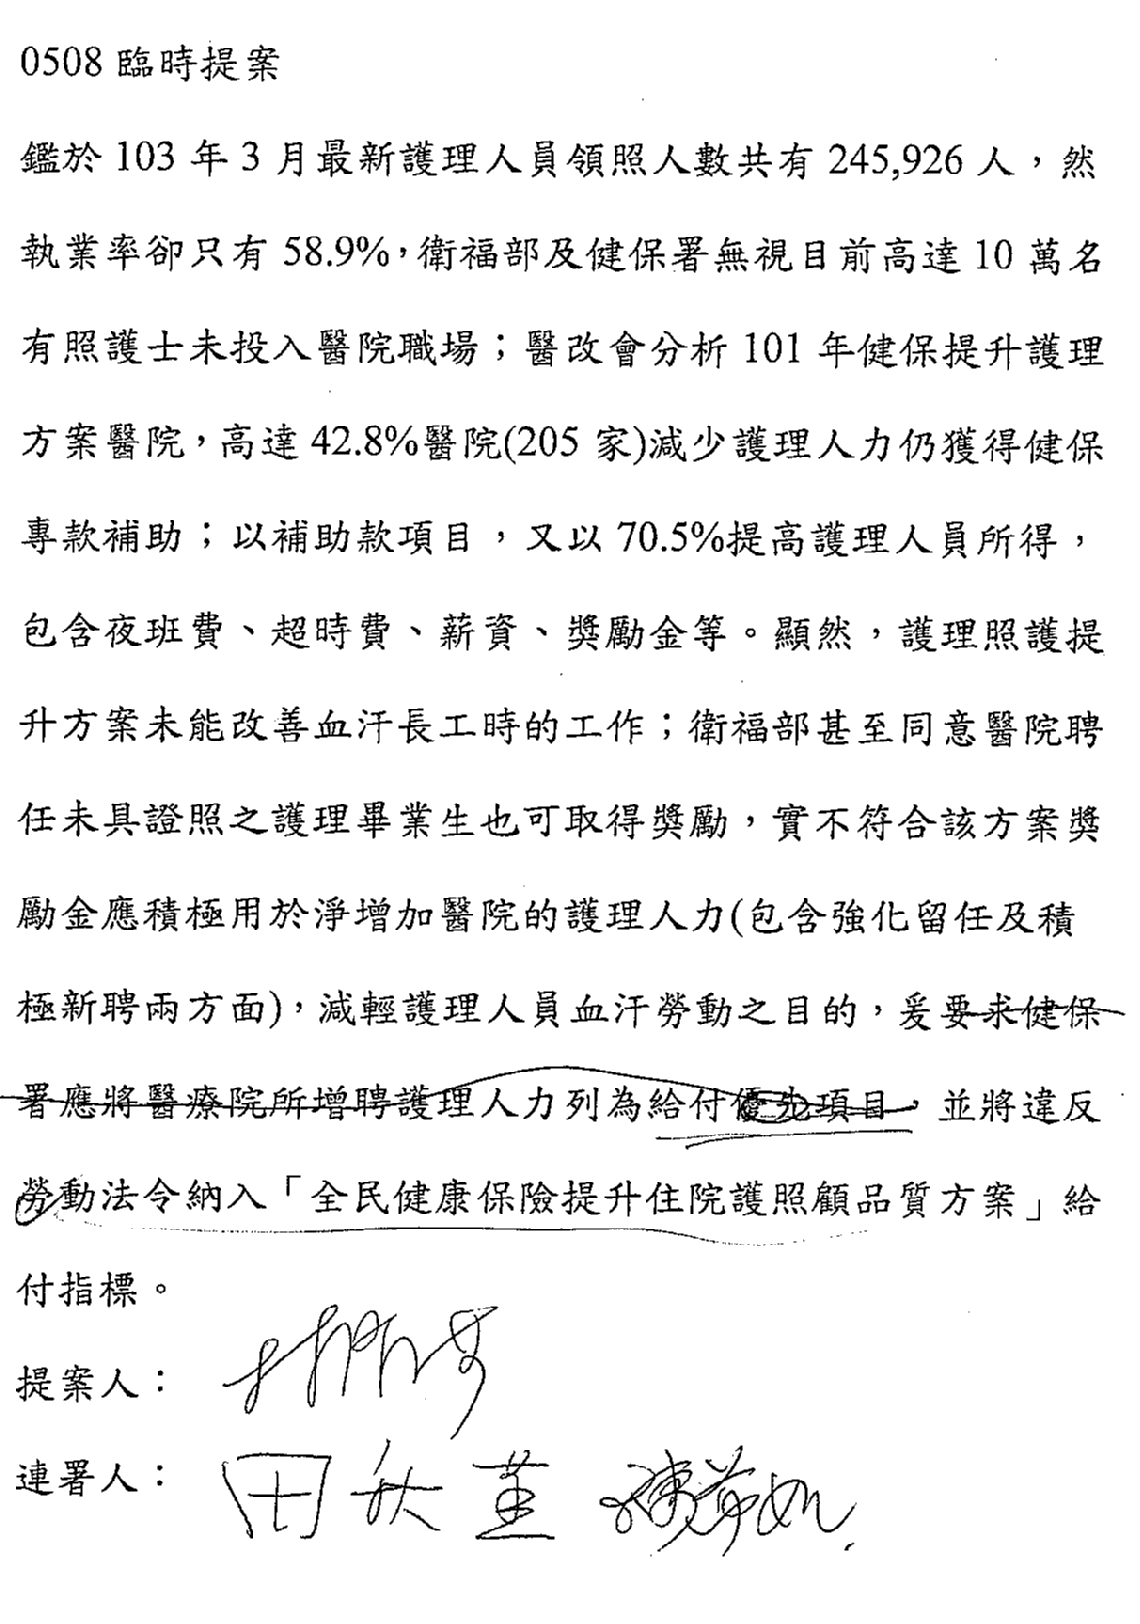 0508 臨時提案
鑑於 103 年 3 月最新護理人員領照人數共有 245,926 人，然
執業率卻只有 58.9%，衛福部及健保署無視目前高達 10 萬名
有照護士未投入醫院職場；醫改會分析 101 年健保提升護理
方案醫院，高達 42.8%醫院(205 家)減少護理人力仍獲得健保
專款補助；以補助款項目，又以 70.5%提高護理人員所得，
包含夜班費、超時費、薪資、獎勵金等。顯然，護理照護提
升方案未能改善血汗長工時的工作；衛福部甚至同意醫院聘
任未具證照之護理畢業生也可取得獎勵，實不符合該方案獎
勵金應積極用於淨增加醫院的護理人力(包含強化留任及積
極新聘兩方面)，減輕護理人員血汗勞動之目的，爰要求健保
署應將醫療院所增聘護理人力列為給付優先項目，並將違反
勞動法令納入「全民健康保險提升住院護照顧品質方案」給
付指標。
提案人：
連署人：田秋堇